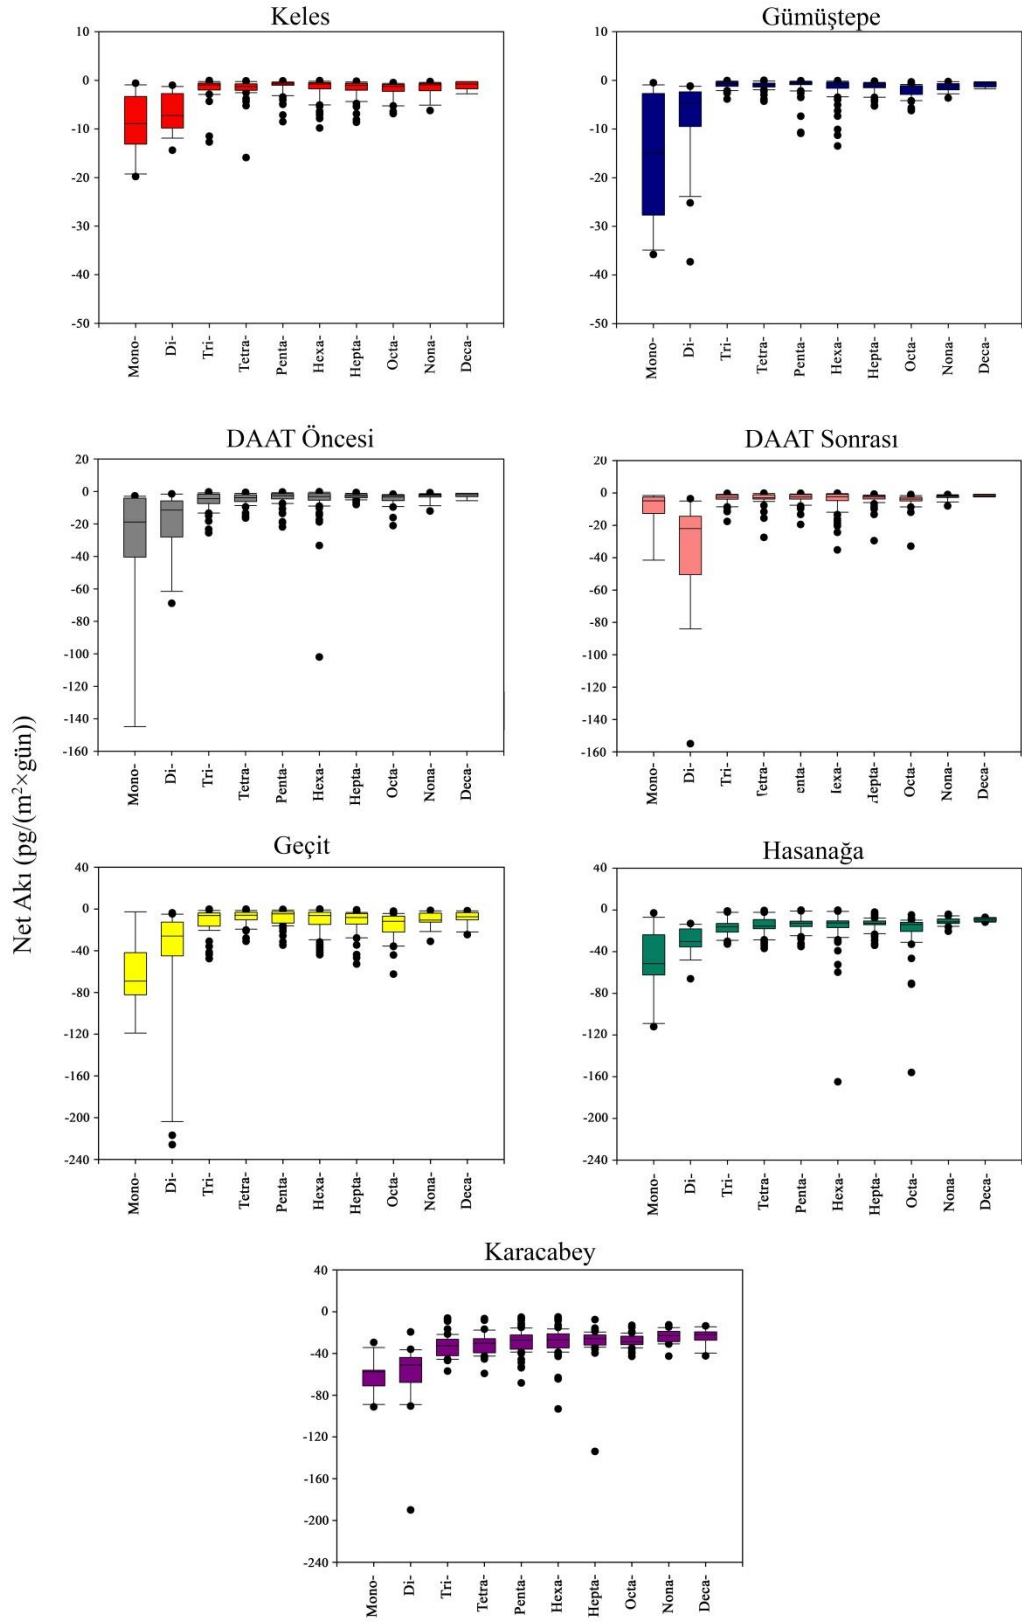 Net Akı (pg/(m²×gün))
Keles
10
0
-10
-20
-30
-40
-50
Mono-
Di-
Tri-
Tetra-
Penta-
Hexa-
Hepta-
Octa-
Nona-
Deca-
Gümüştepe
10
0
-10
-20
-30
-40
-50
Mono-
Di-
Tri-
Tetra-
Penta-
Hexa-
Hepta-
Octa-
Nona-
Deca-
DAAT Öncesi
20
0
-20
-40
-60
-80
-100
-120
-140
-160
Mono-
Di-
Tri-
Tetra-
Penta-
Hexa-
Hepta-
Octa-
Nona-
Deca-
DAAT Sonrası
20
0
-20
-40
-60
-80
-100
-120
-140
-160
Mono-
Di-
Tri-
Tetra-
enta-
Hexa-
Hepta-
Octa-
Nona-
Deca-
Geçit
40
0
-40
-80
-120
-160
-200
-240
Mono-
Di-
Tri-
Tetra-
Penta-
Hexa-
Hepta-
Octa-
Nona-
Deca-
Hasanağa
40
0
-40
-80
-120
-160
-200
-240
Mono-
Di-
Tri-
Tetra-
Penta-
Hexa-
Hepta-
Octa-
Nona-
Deca-
Karacabey
40
0
-40
-80
-120
-160
-200
-240
Mono-
Di-
Tri-
Tetra-
Penta-
Hexa-
Hepta-
Octa-
Nona-
Deca-